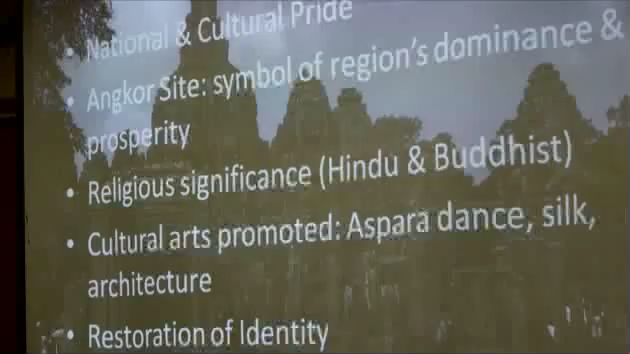 • National & Cultural Pride
• Angkor Site: symbol of region's dominance &
prosperity
• Religious significance (Hindu & Buddhist)
• Cultural arts promoted: Aspara dance, silk,
architecture
• Restoration of Identity